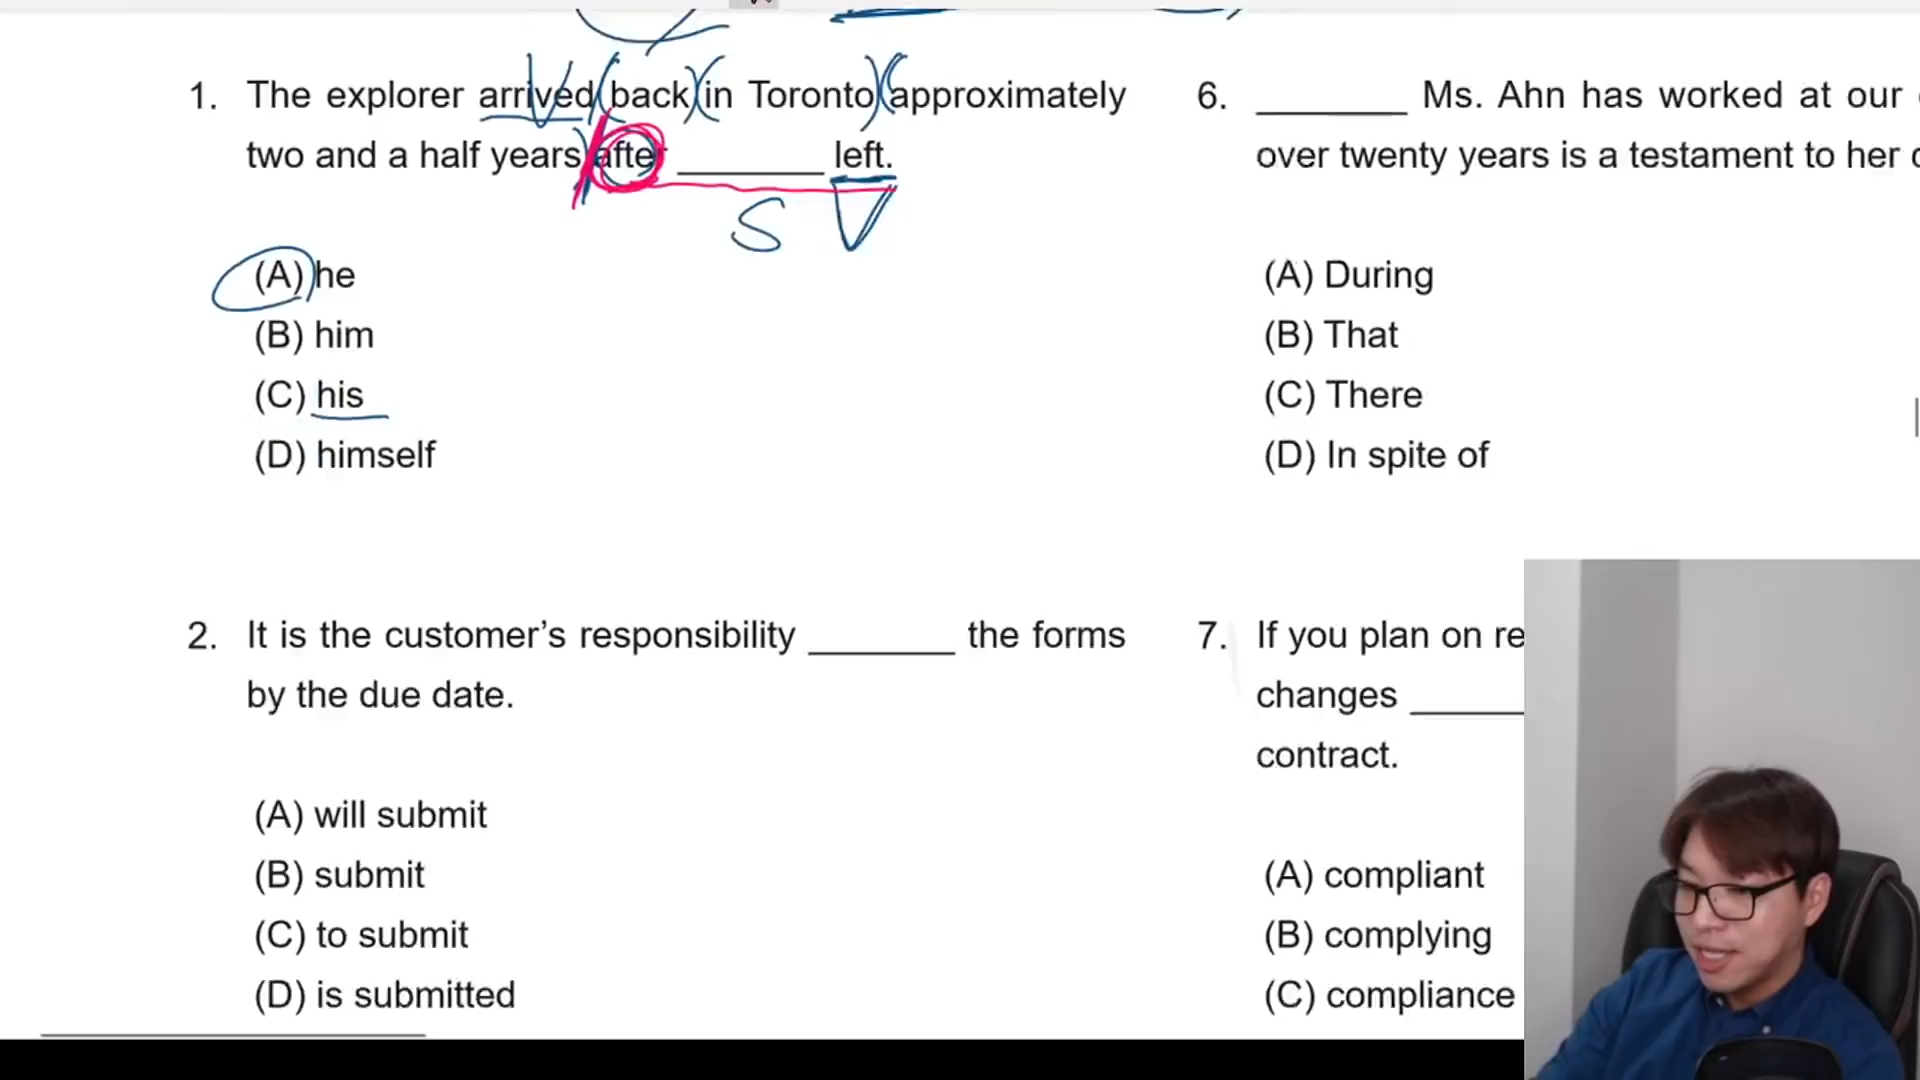 1. The explorer arrived back in Toronto approximately
two and a half years after ________ left.
S V
(A) he
(B) him
(C) his
(D) himself
2. It is the customer’s responsibility ________ the forms
by the due date.
(A) will submit
(B) submit
(C) to submit
(D) is submitted
6. ________ Ms. Ahn has worked at our
over twenty years is a testament to her
(A) During
(B) That
(C) There
(D) In spite of
7. If you plan on re
changes ______
contract.
(A) compliant
(B) complying
(C) compliance